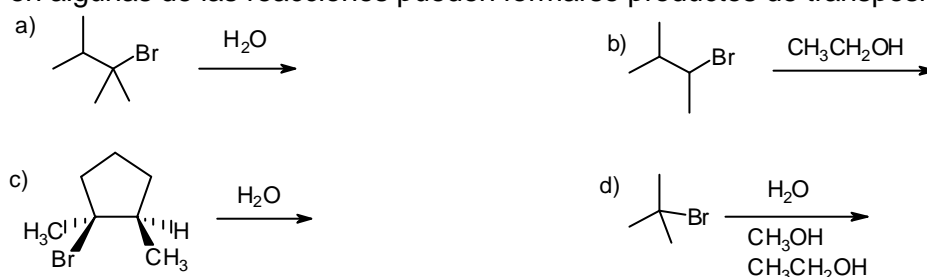 en algunas de las reacciones pueden formarse productos de
a)
Br
H₂O
b)
Br
CH₃CH₂OH
c)
H₃C
Br
H
CH₃
H₂O
d)
Br
H₂O
CH₃OH
CH₃CH₂OH